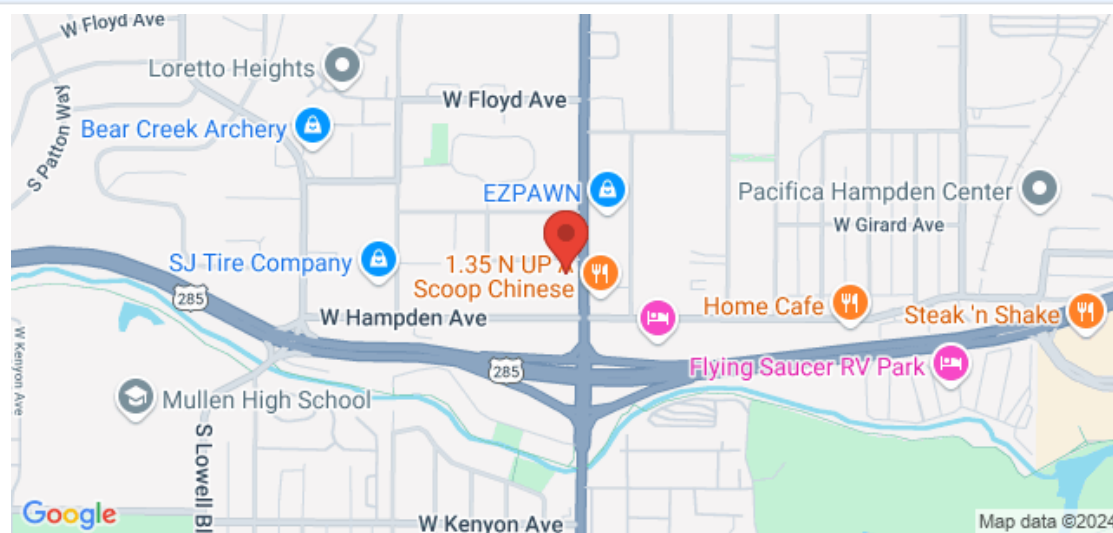 W Floyd Ave
Loretto Heights
W Floyd Ave
Bear Creek Archery
S Patton Way
EZPAWN
Pacifica Hampden Center
W Girard Ave
SJ Tire Company
1.35 N UP A
Scoop Chinese
285
W Hampden Ave
Home Cafe
Steak 'n Shake
285
Flying Saucer RV Park
W Kenyon Ave
Mullen High School
S Lowell Bl
W Kenyon Ave
Google
Map data ©2024